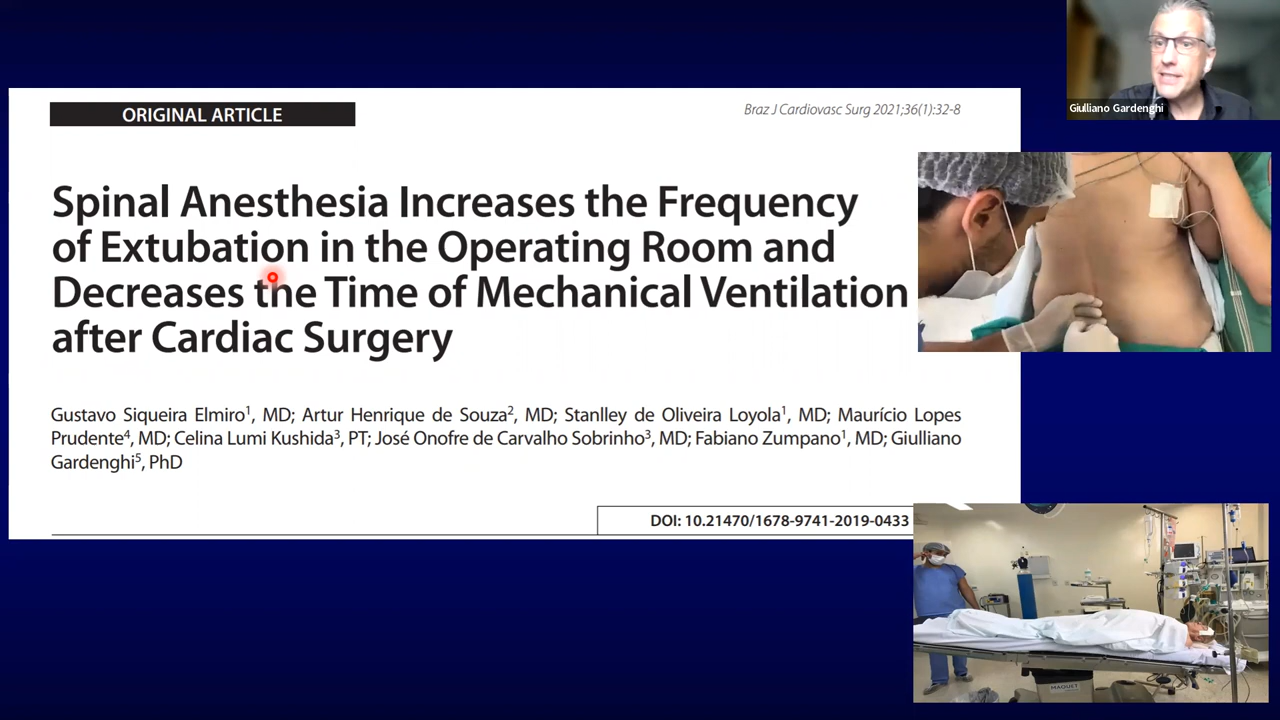 ORIGINAL ARTICLE
Braz J Cardiovasc Surg 2021;36(1):32-8
Giulliano Gardenghi
Spinal Anesthesia Increases the Frequency
of Extubation in the Operating Room and
Decreases the Time of Mechanical Ventilation
after Cardiac Surgery
Gustavo Siqueira Elmiro1, MD; Artur Henrique de Souza2, MD; Stanlley de Oliveira Loyola1, MD; Maurício Lopes
Prudente4, MD; Celina Lumi Kushida3, PT; José Onofre de Carvalho Sobrinho3, MD; Fabiano Zumpano1, MD; Giulliano
Gardenghi5, PhD
DOI: 10.21470/1678-9741-2019-0433
MAQUET